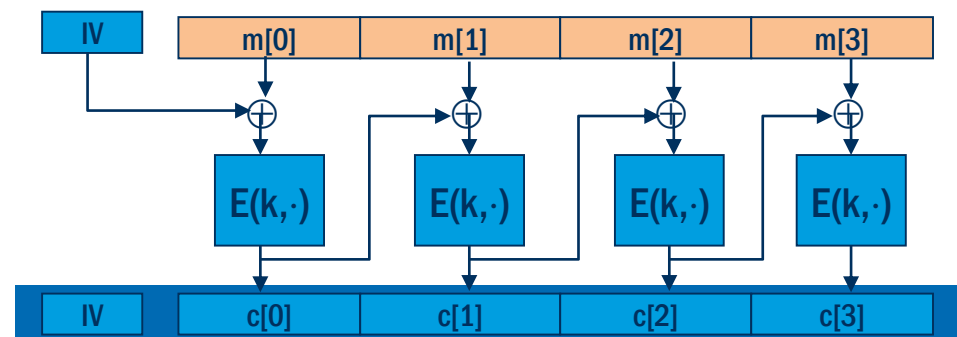 IV m[0] m[1] m[2] m[3]
E(k,·) E(k,·) E(k,·) E(k,·)
IV c[0] c[1] c[2] c[3]